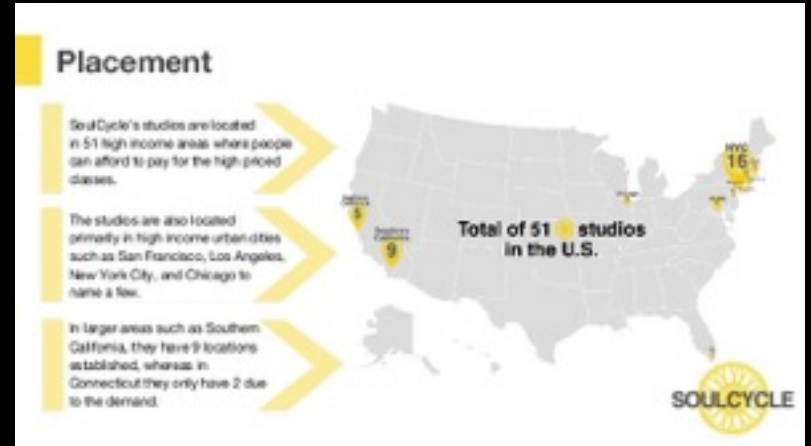 Placement
SoulCycle's studios are located
in 51 high income areas where people
can afford to pay for the high priced
classes.
The studios are also located
primarily in high income urban cities
such as San Francisco, Los Angeles,
New York City, and Chicago to
name a few.
In larger areas such as Southern
California, they have 9 locations
established, whereas in
Connecticut they only have 2 due
to the demand.
NYC
16
5
Southern
California
9
Total of 51 studios
in the U.S.
SOULCYCLE